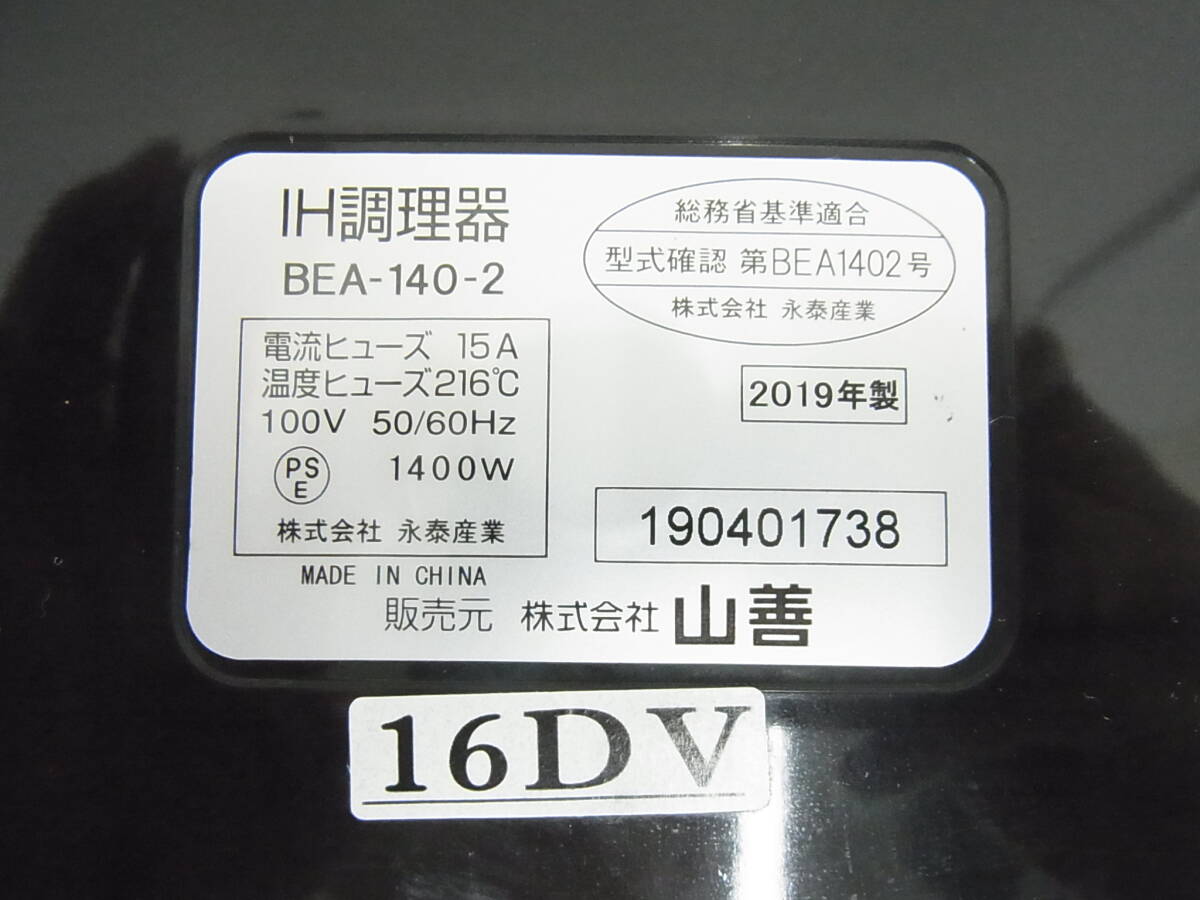 IH調理器
BEA-140-2
電流ヒューズ 15A
温度ヒューズ216℃
100V 50/60Hz
PSE 1400W
株式会社 永泰産業
MADE IN CHINA
総務省基準適合
型式確認 第BEA1402号
株式会社 永泰産業
2019年製
190401738
販売元 株式会社 山善
16DV